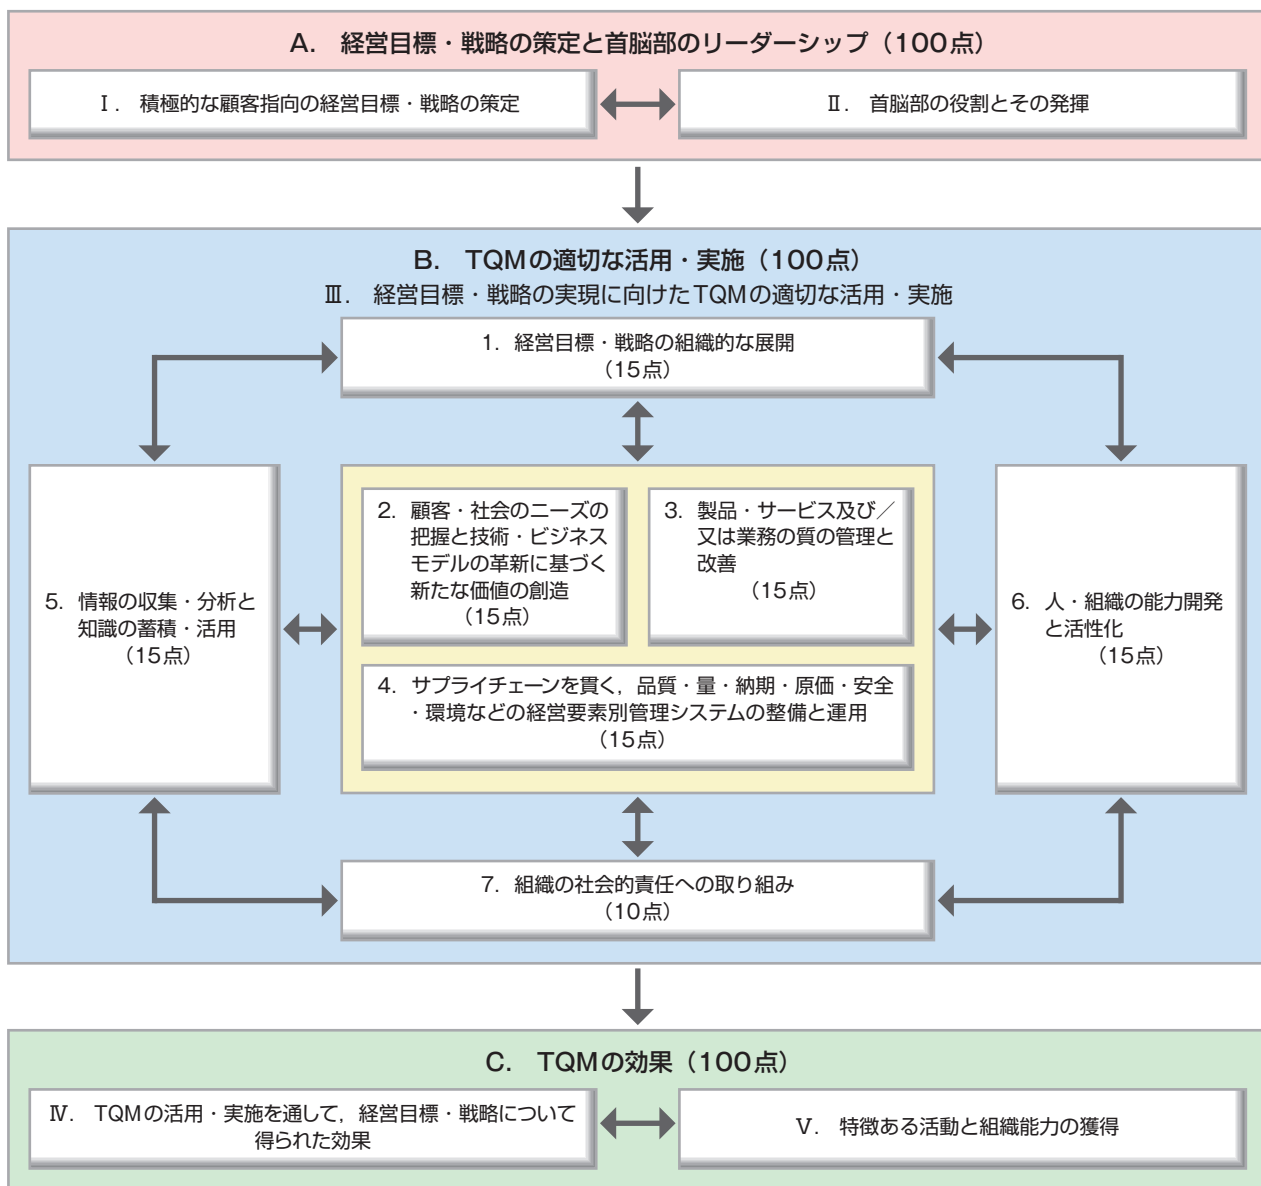 A. 経営目標・戦略の策定と首脳部のリーダーシップ（100点）
Ⅰ. 積極的な顧客指向の経営目標・戦略の策定
Ⅱ. 首脳部の役割とその発揮
B. TQMの適切な活用・実施（100点）
Ⅲ. 経営目標・戦略の実現に向けたTQMの適切な活用・実施
1. 経営目標・戦略の組織的な展開
（15点）
2. 顧客・社会のニーズの
把握と技術・ビジネス
モデルの革新に基づく
新たな価値の創造
（15点）
3. 製品・サービス及び／
又は業務の質の管理と
改善
（15点）
5. 情報の収集・分析と
知識の蓄積・活用
（15点）
6. 人・組織の能力開発
と活性化
（15点）
4. サプライチェーンを貫く，品質・量・納期・原価・安全
・環境などの経営要素別管理システムの整備と運用
（15点）
7. 組織の社会的責任への取り組み
（10点）
C. TQMの効果（100点）
Ⅳ. TQMの活用・実施を通して，経営目標・戦略について
得られた効果
Ⅴ. 特徴ある活動と組織能力の獲得